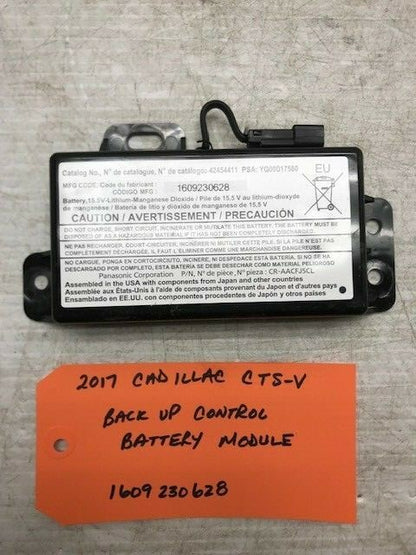 Catalog No., N° de catalogue, N° de catálogo: 42454411 PSA: YQ00017580
EU
MFG CODE: Code du fabricant :
CÓDIGO MFG :
1609230628
Battery,15.5V-Lithium-Manganese Dioxide / Pile de 15.5 V au lithium-dioxyde
de manganèse / Batería de litio y dióxido de manganeso de 15,5 V
CAUTION / AVERTISSEMENT / PRECAUCIÓN
DO NOT CHARGE, SHORT CIRCUIT, INCINERATE OR MUTILATE THIS BATTERY. THE BATTERY MUST BE
DISPOSED OF AS A HAZARDOUS BATTERY IF IT HAS NOT BEEN COMPLETELY DISCHARGED.
NE PAS RECHARGER, COURT-CIRCUITER, INCINÉRER NI MUTILER CETTE PILE. SI LA PILE N'EST PAS
COMPLÈTEMENT DÉCHARGÉE, IL FAUT L'ÉLIMINER COMME UNE MARCHANDISE DANGEREUSE.
NO CARGUE, PONGA EN CORTOCIRCUITO, INCINERE, NI DESPEDACE ESTA BATERÍA. SI NO SE HA
DESCARGADO POR COMPLETO, ESTA BATERÍA SE DEBE DESECHAR COMO BATERÍA PELIGROSA.
Panasonic Corporation P/N, N° de pièce, N° pieza : CR-AACFJ5CL
Assembled in the USA with components from Japan and other countries
Assemblée aux États-Unis à l'aide de composants provenant du Japon et d'autres pays
Ensamblado en EE.UU. con componentes procedentes de Japón y otros países
2017 CADILLAC CTS-V
BACK UP CONTROL
BATTERY MODULE
1609230628